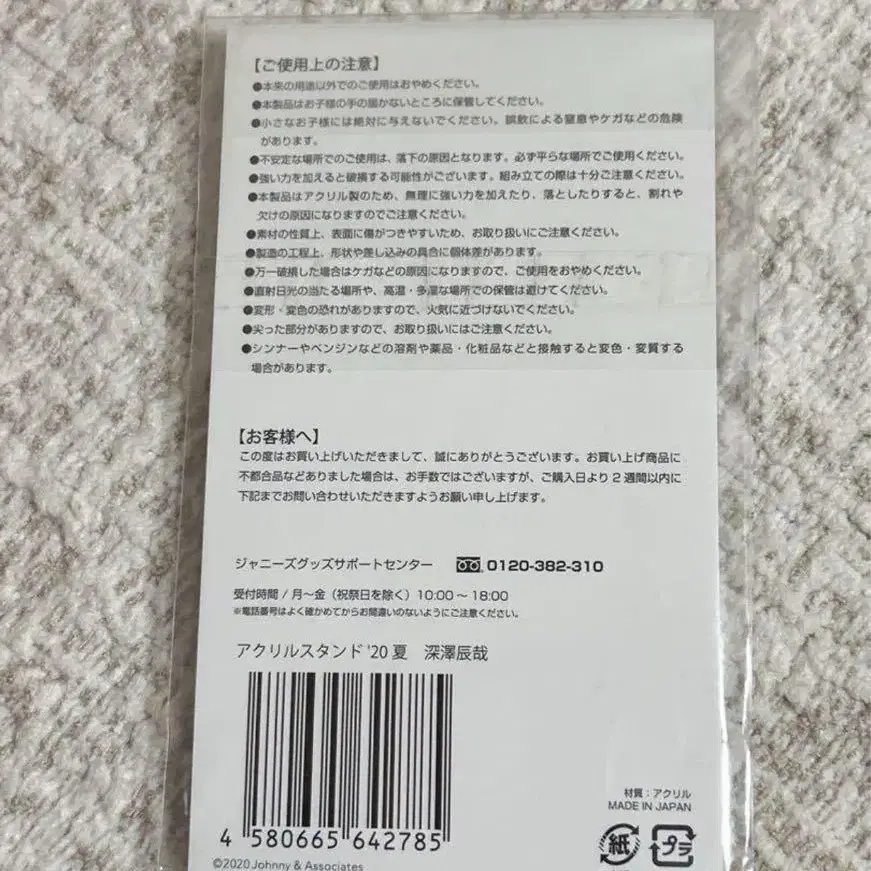 【ご使用上の注意】
●本来の用途以外でのご使用はおやめください。
●本製品はお子様の手の届かないところに保管してください。
●小さなお子様には絶対に与えないでください。誤飲による窒息やケガなどの危険
があります。
●不安定な場所でのご使用は、落下の原因となります。必ず平らな場所でご使用ください。
●強い力を加えると破損する可能性がございます。組み立ての際は十分ご注意ください。
●本製品はアクリル製のため、無理に強い力を加えたり、落としたりすると、割れや
欠けの原因になりますのでご注意ください。
●素材の性質上、表面に傷がつきやすいため、お取り扱いにご注意ください。
●製造の工程上、形状や差し込みの具合に個体差があります。
●万一破損した場合はケガなどの原因になりますので、ご使用をおやめください。
●直射日光の当たる場所や、高温・多湿な場所での保管は避けてください。
●変形・変色の恐れがありますので、火気に近づけないでください。
●尖った部分がありますので、お取り扱いにはご注意ください。
●シンナーやベンジンなどの溶剤や薬品・化粧品などと接触すると変色・変質する
場合があります。
【お客様へ】
この度はお買い上げいただきまして、誠にありがとうございます。お買い上げ商品に
不都合品などありました場合は、お手数ではございますが、ご購入日より2週間以内に
下記までお問い合わせいただきますようお願い申し上げます。
ジャニーズグッズサポートセンター 0120-382-310
受付時間 / 月～金（祝祭日を除く）10:00～18:00
※電話番号はよく確かめてからお間違いのないようにご注意ください。
アクリルスタンド '20 夏 深澤辰哉
4 580665 642785
©2020 Johnny & Associates
材質：アクリル
MADE IN JAPAN
紙 プラ